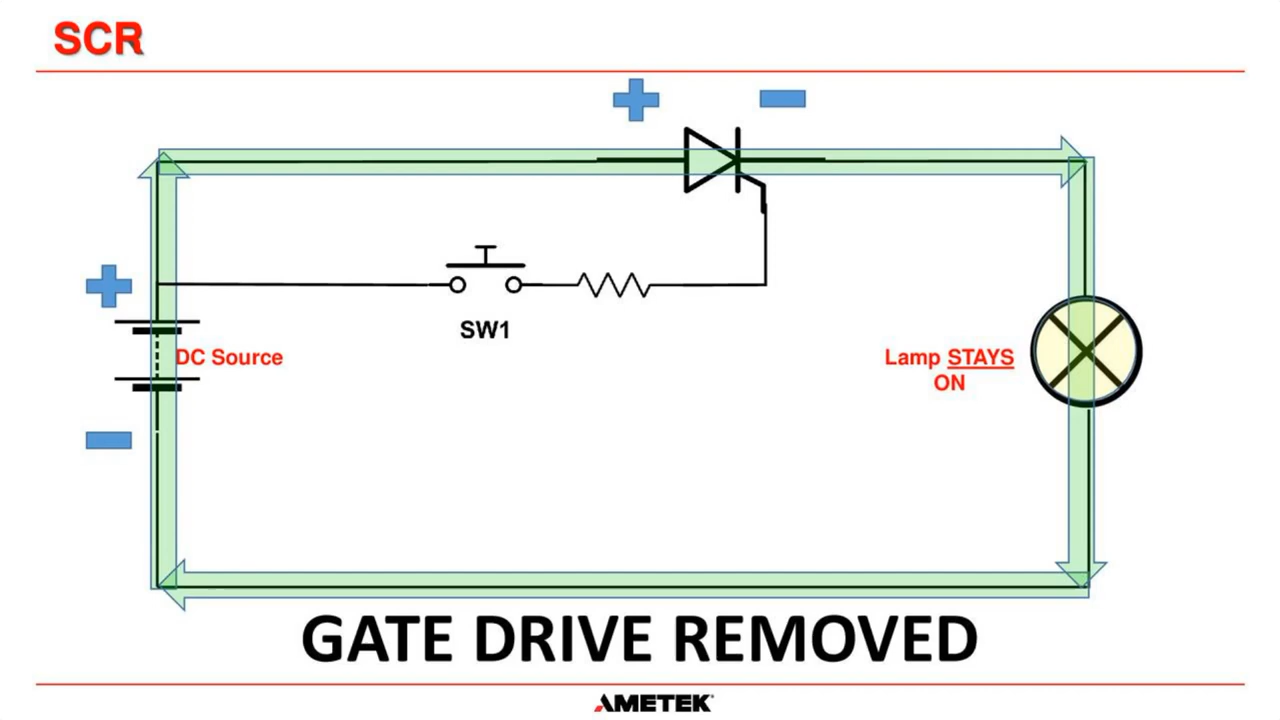 SCR
SW1
DC Source
Lamp STAYS
ON
GATE DRIVE REMOVED
AMETEK